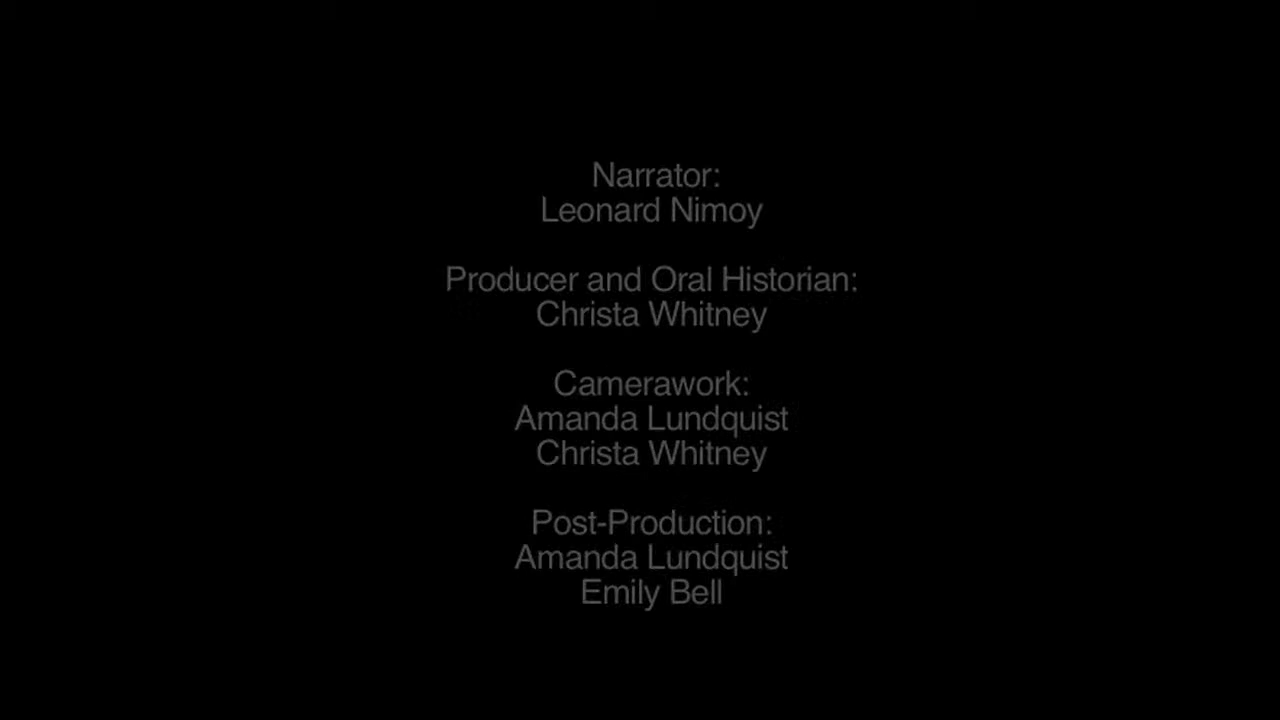 Narrator:
Leonard Nimoy
Producer and Oral Historian:
Christa Whitney
Camerawork:
Amanda Lundquist
Christa Whitney
Post-Production:
Amanda Lundquist
Emily Bell